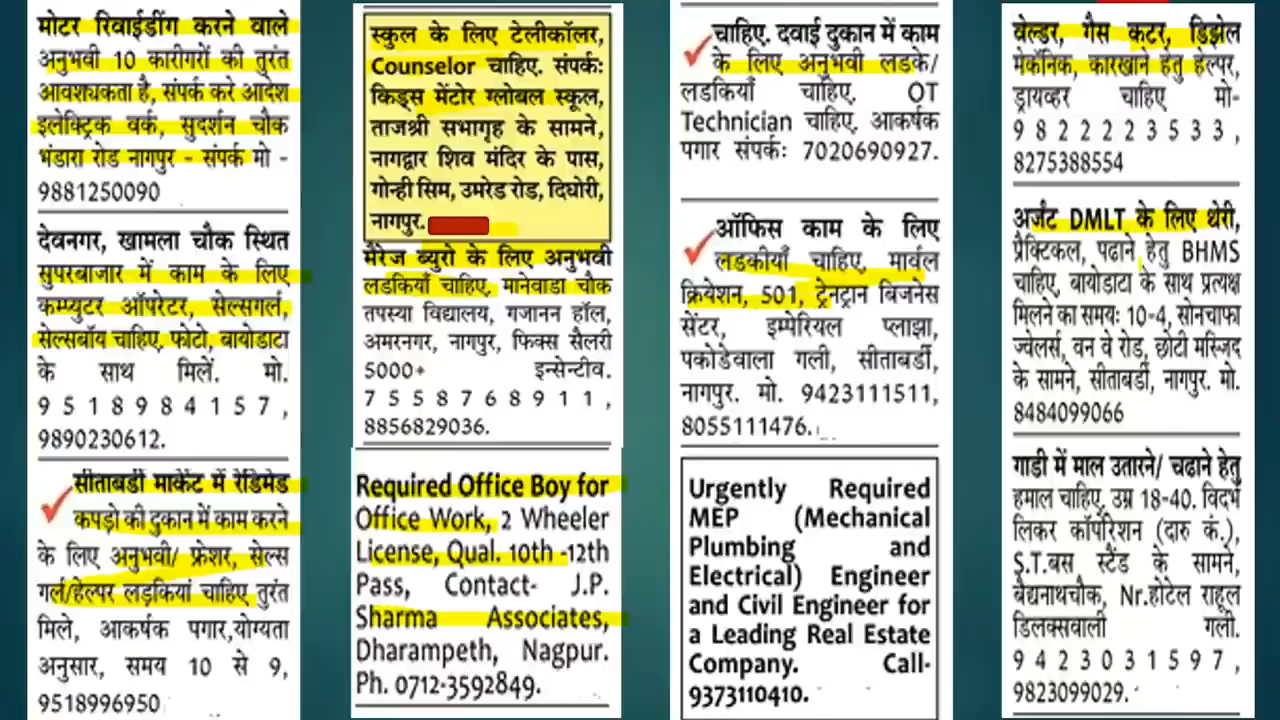 मोटर रिवाईडींग करने वाले
अनुभवी 10 कारीगरों की तुरंत
आवश्यकता है, संपर्क करे आदेश
इलेक्ट्रिक वर्क, सुदर्शन चौक
भंडारा रोड नागपुर - संपर्क मो -
9881250090
देवनगर, खामला चौक स्थित
सुपरबाजार में काम के लिए
कम्प्युटर ऑपरेटर, सेल्सगर्ल,
सेल्सबॉय चाहिए. फोटो, बायोडाटा
के साथ मिलें. मो.
9518984157,
9890230612.
सीताबर्डी मार्केट में रेडिमेड
कपड़ो की दुकान में काम करने
के लिए अनुभवी/ फ्रेशर, सेल्स
गर्ल/हेल्पर लड़कियां चाहिए तुरंत
मिले, आकर्षक पगार,योग्यता
अनुसार, समय 10 से 9,
9518996950
स्कुल के लिए टेलीकॉलर,
Counselor चाहिए. संपर्कः
किड्स मेंटोर ग्लोबल स्कूल,
ताजश्री सभागृह के सामने,
नागद्वार शिव मंदिर के पास,
गोन्ही सिम, उमरेड रोड, दिघोरी,
नागपुर.
मैरेज ब्युरो के लिए अनुभवी
लडकियाँ चाहिए, मानेवाडा चौक
तपस्या विद्यालय, गजानन हॉल,
अमरनगर, नागपुर, फिक्स सैलरी
5000+ इन्सेन्टीव.
7558768911,
8856829036.
Required Office Boy for
Office Work, 2 Wheeler
License, Qual. 10th -12th
Pass, Contact- J.P.
Sharma Associates,
Dharampeth, Nagpur.
Ph. 0712-3592849.
चाहिए. दवाई दुकान में काम
के लिए अनुभवी लडके/
लडकियाँ चाहिए. OT
Technician चाहिए. आकर्षक
पगार संपर्कः 7020690927.
ऑफिस काम के लिए
लडकीयाँ चाहिए, मार्वल
क्रियेशन, 501, ट्रेनट्रान बिजनेस
सेंटर, इम्पेरियल प्लाझा,
पकोडेवाला गली, सीताबर्डी,
नागपुर. मो. 9423111511,
8055111476.
Urgently Required
MEP (Mechanical
Plumbing and
Electrical) Engineer
and Civil Engineer for
a Leading Real Estate
Company. Call-
9373110410.
वेल्डर, गैस कटर, डिझेल
मेकॅनिक, कारखाने हेतु हेल्पर,
ड्रायव्हर चाहिए मो-
9822223533,
8275388554
अर्जंट DMLT के लिए थेरी,
प्रैक्टिकल, पढाने हेतु BHMS
चाहिए, बायोडाटा के साथ प्रत्यक्ष
मिलने का समयः 10-4, सोनचाफा
ज्वेलर्स, वन वे रोड, छोटी मस्जिद
के सामने, सीताबर्डी, नागपुर. मो.
8484099066
गाडी में माल उतारने/ चढाने हेतु
हमाल चाहिए, उम्र 18-40. विदर्भ
लिकर कॉर्पोरेशन (दारु कं.),
S.T.बस स्टैंड के सामने,
बैद्यनाथचौक, Nr.होटेल राहूल
डिलक्सवाली गली.
9423031597,
9823099029.